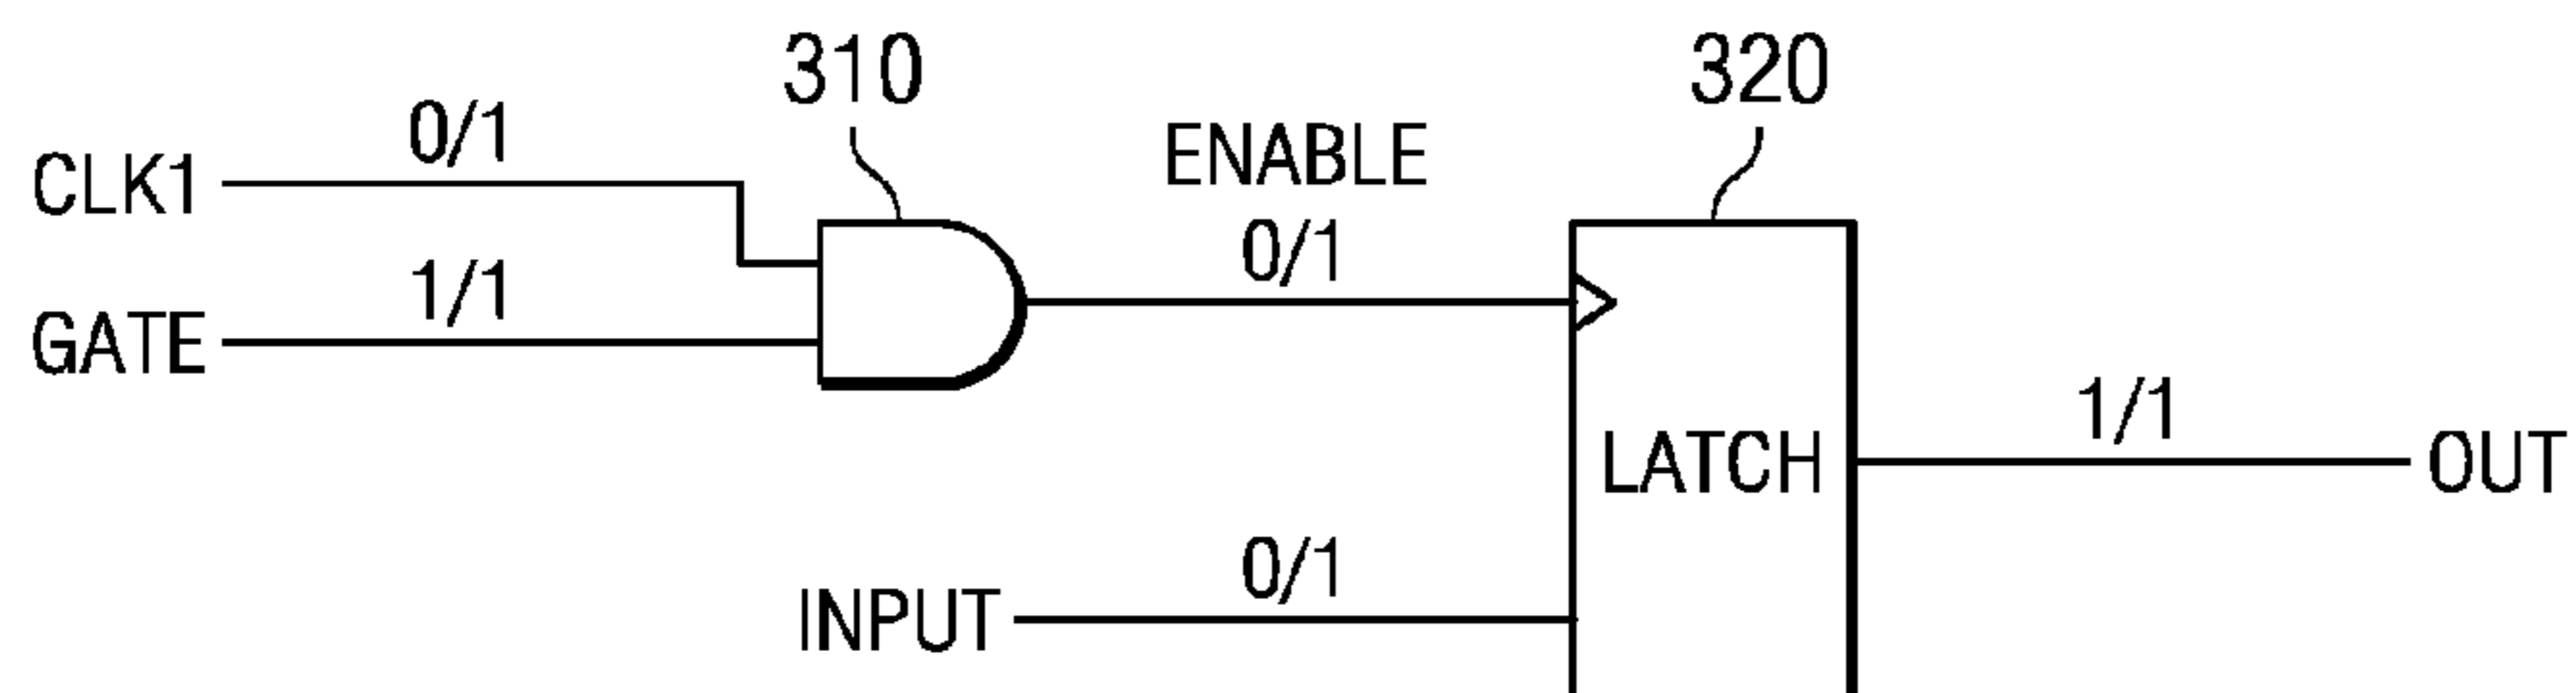 310
320
0/1
ENABLE
CLK1
0/1
1/1
GATE
1/1
LATCH
OUT
0/1
INPUT